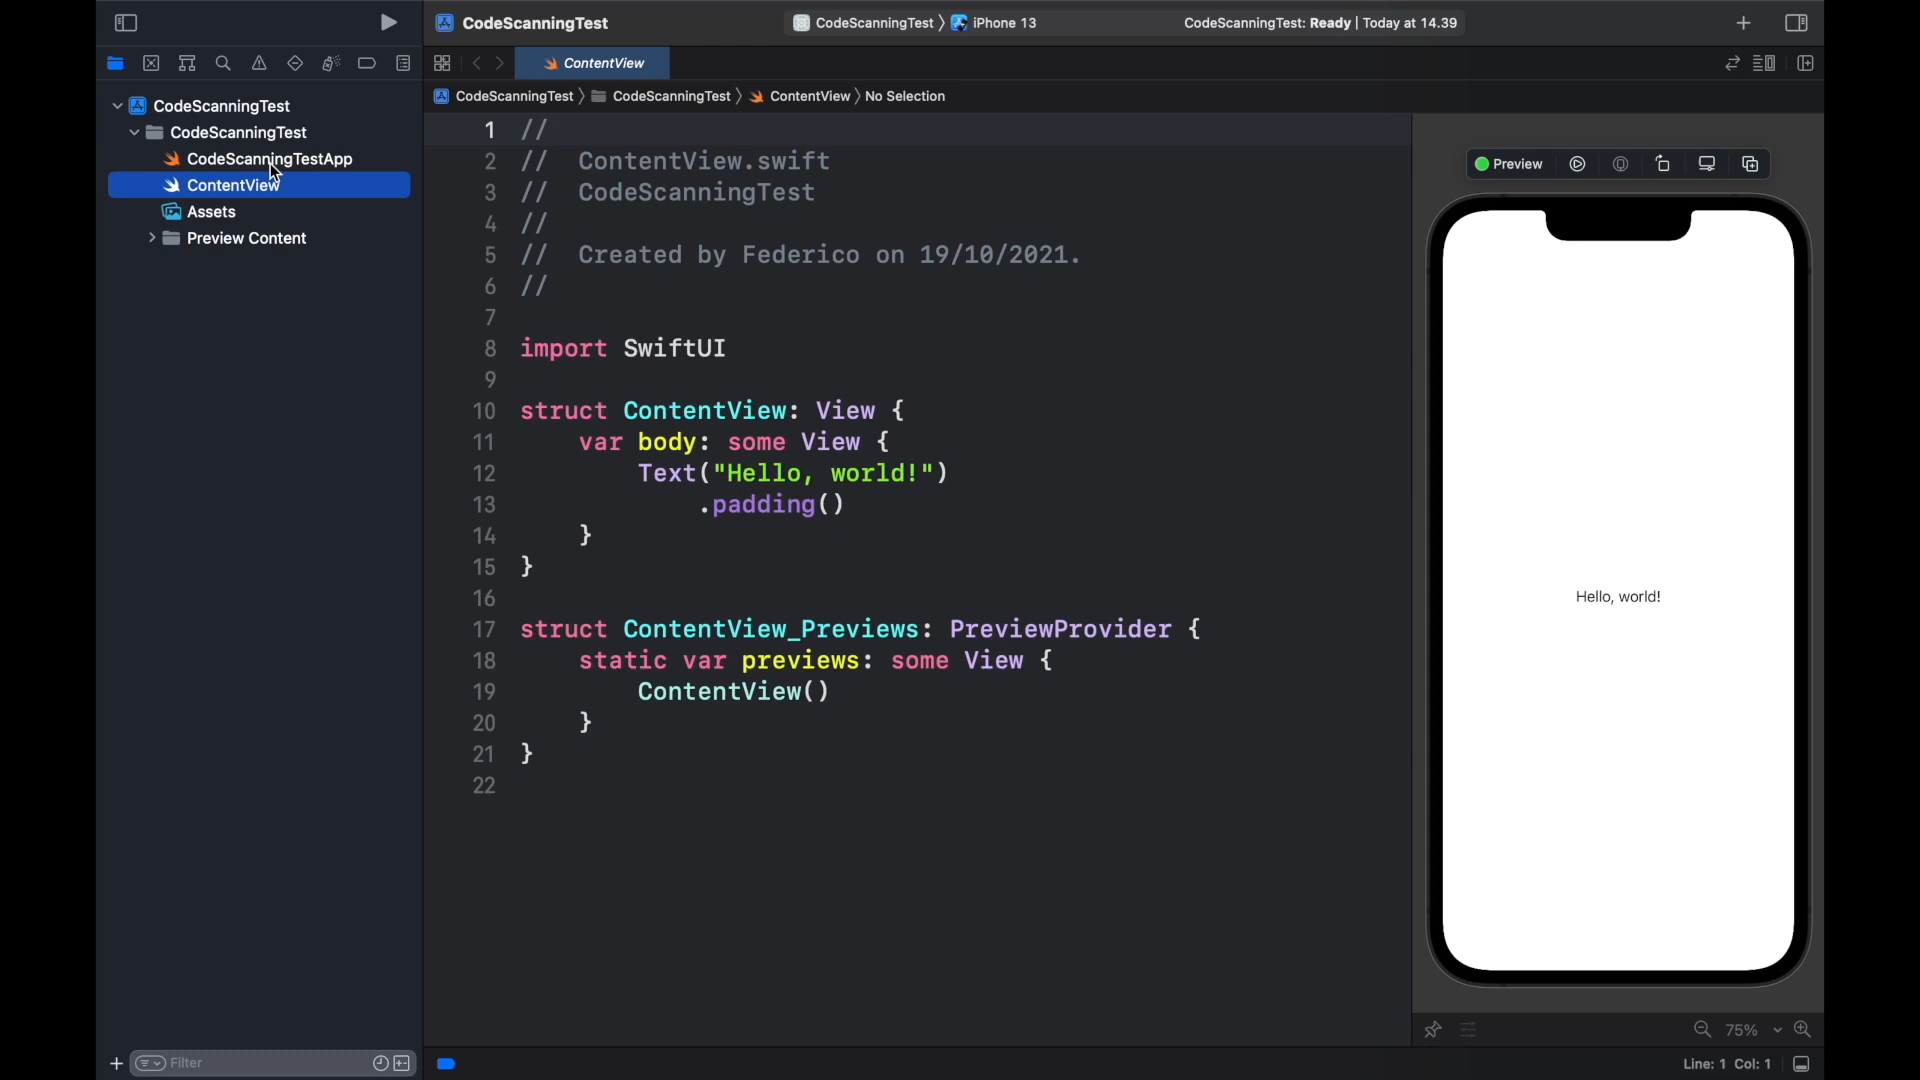 CodeScanningTest
CodeScanningTest
iPhone 13
CodeScanningTest: Ready | Today at 14.39
ContentView
CodeScanningTest
CodeScanningTest
ContentView
No Selection
CodeScanningTest
CodeScanningTest
CodeScanningTestApp
ContentView
Assets
Preview Content
Filter
1 //
2 //  ContentView.swift
3 //  CodeScanningTest
4 //
5 //  Created by Federico on 19/10/2021.
6 //
7
8 import SwiftUI
9
10 struct ContentView: View {
11     var body: some View {
12         Text("Hello, world!")
13             .padding()
14     }
15 }
16
17 struct ContentView_Previews: PreviewProvider {
18     static var previews: some View {
19         ContentView()
20     }
21 }
22
Preview
Hello, world!
75%
Line: 1 Col: 1